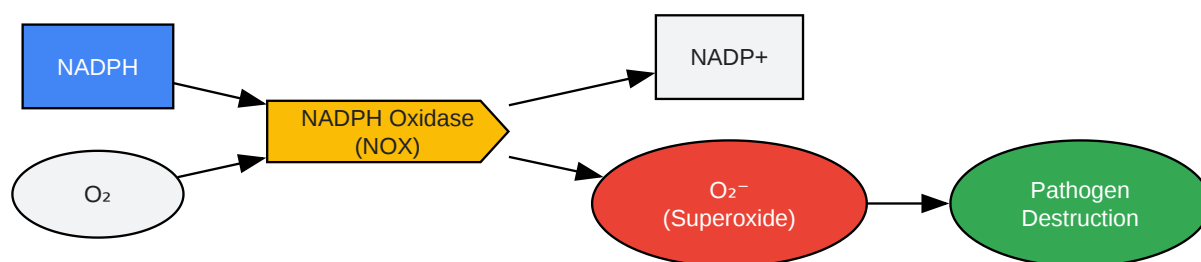 NADPH
O₂
NADPH Oxidase
(NOX)
NADP+
O₂⁻
(Superoxide)
Pathogen
Destruction